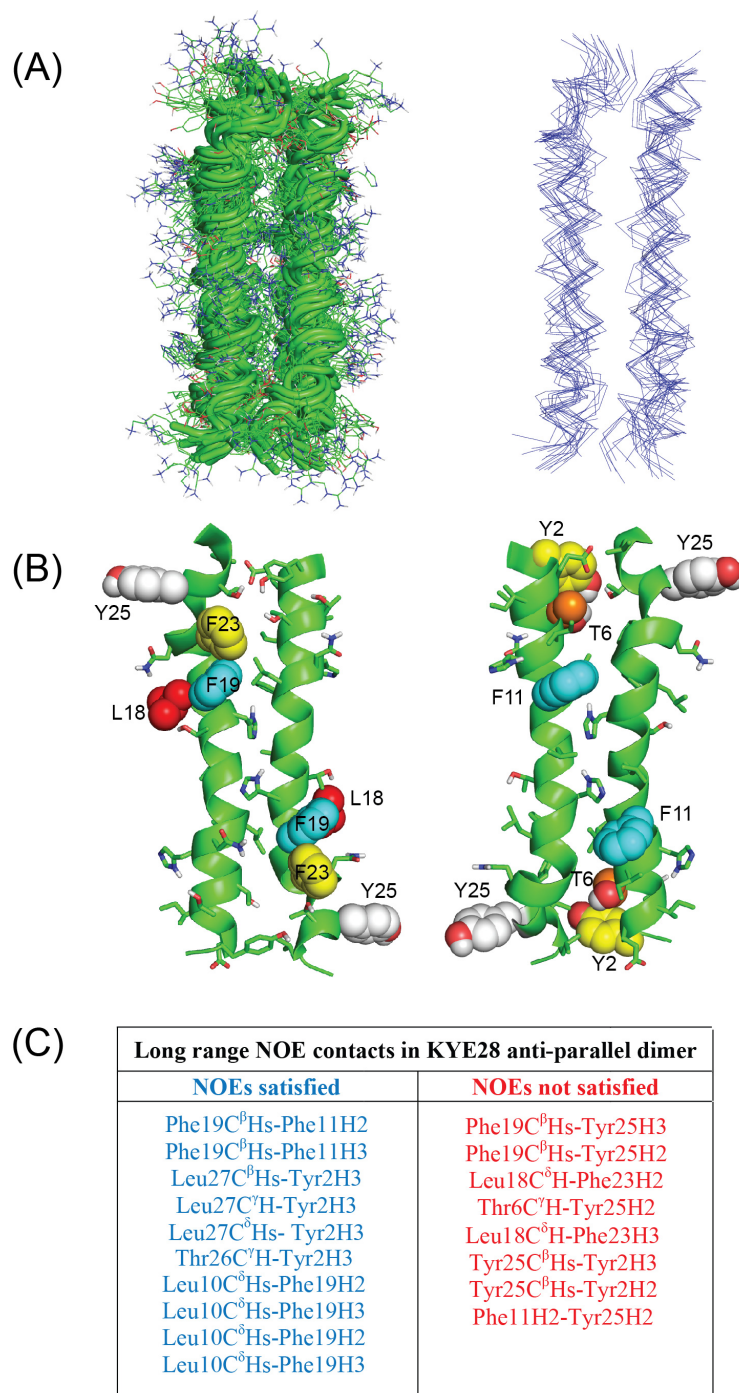 (A)
(B)
Y25
F23
F19
L18
L18
F19
F23
Y25
Y2
Y25
T6
F11
F11
T6
Y25
Y2
(C)
Long range NOE contacts in KYE28 anti-parallel dimer
NOEs satisfied NOEs not satisfied
Phe19CᵝHs-Phe11H2
Phe19CᵝHs-Phe11H3
Leu27CᵝHs-Tyr2H3
Leu27CᵞH-Tyr2H3
Leu27CᵟHs- Tyr2H3
Thr26CᵞH-Tyr2H3
Leu10CᵟHs-Phe19H2
Leu10CᵟHs-Phe19H3
Leu10CᵟHs-Phe19H2
Leu10CᵟHs-Phe19H3
Phe19CᵝHs-Tyr25H3
Phe19CᵝHs-Tyr25H2
Leu18CᵟH-Phe23H2
Thr6CᵞH-Tyr25H2
Leu18CᵟH-Phe23H3
Tyr25CᵝHs-Tyr2H3
Tyr25CᵝHs-Tyr2H2
Phe11H2-Tyr25H2